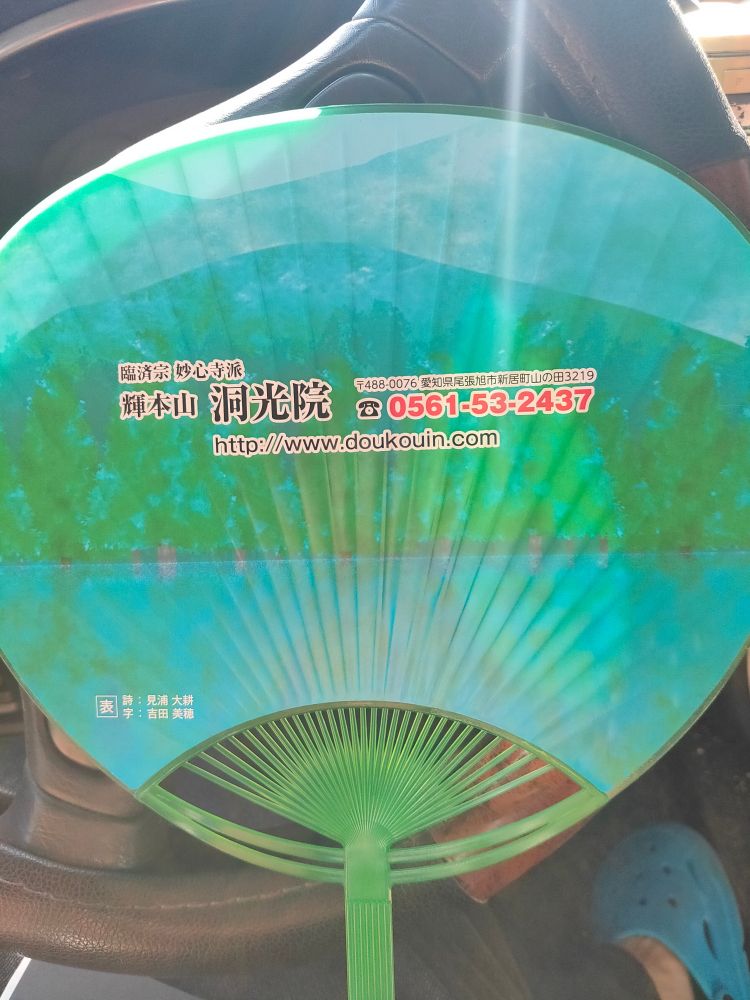 臨済宗 妙心寺派
輝本山 洞光院
〒488-0076 愛知県尾張旭市新居町山の田3219
☎ 0561-53-2437
http://www.doukouin.com
表 詩：見浦 大耕
字：吉田 美穂